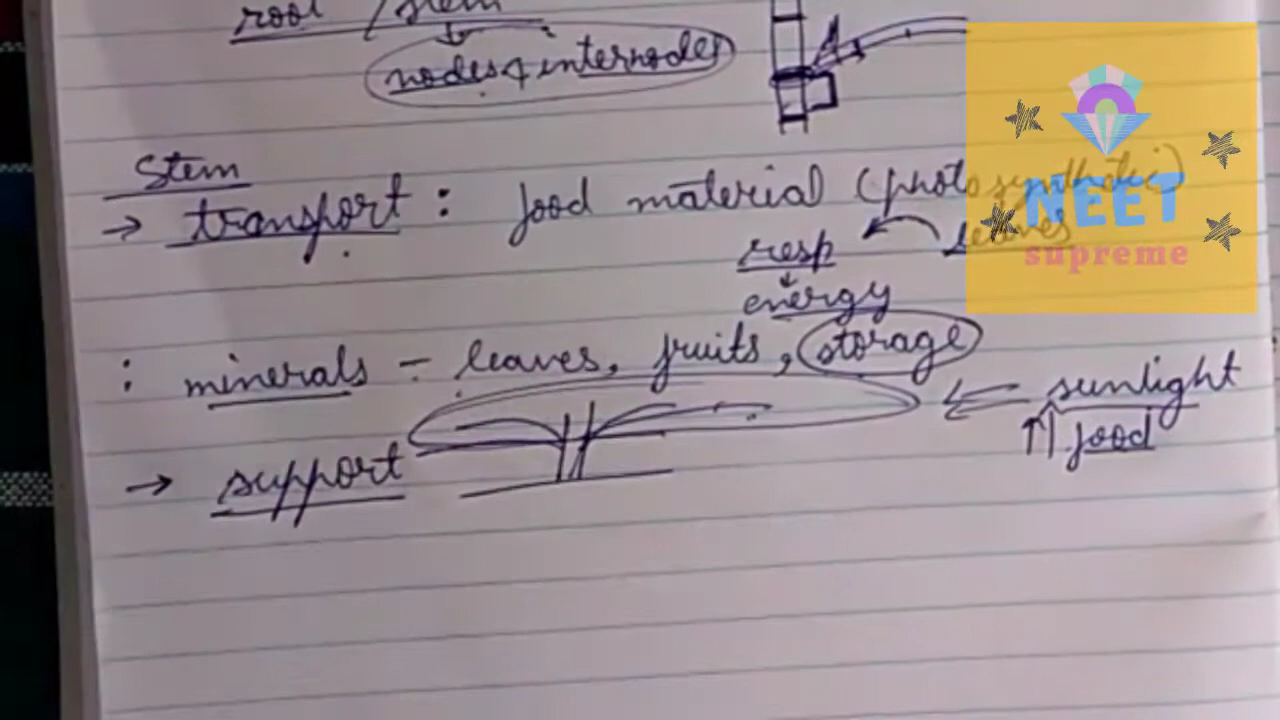 root / stem
nodes & internodes
Stem
→ transport : food material (photosynthetic)
resp ← leaves
↓
energy
: minerals - leaves, fruits, storage
← sunlight
↑ food
→ support
NEET
supreme